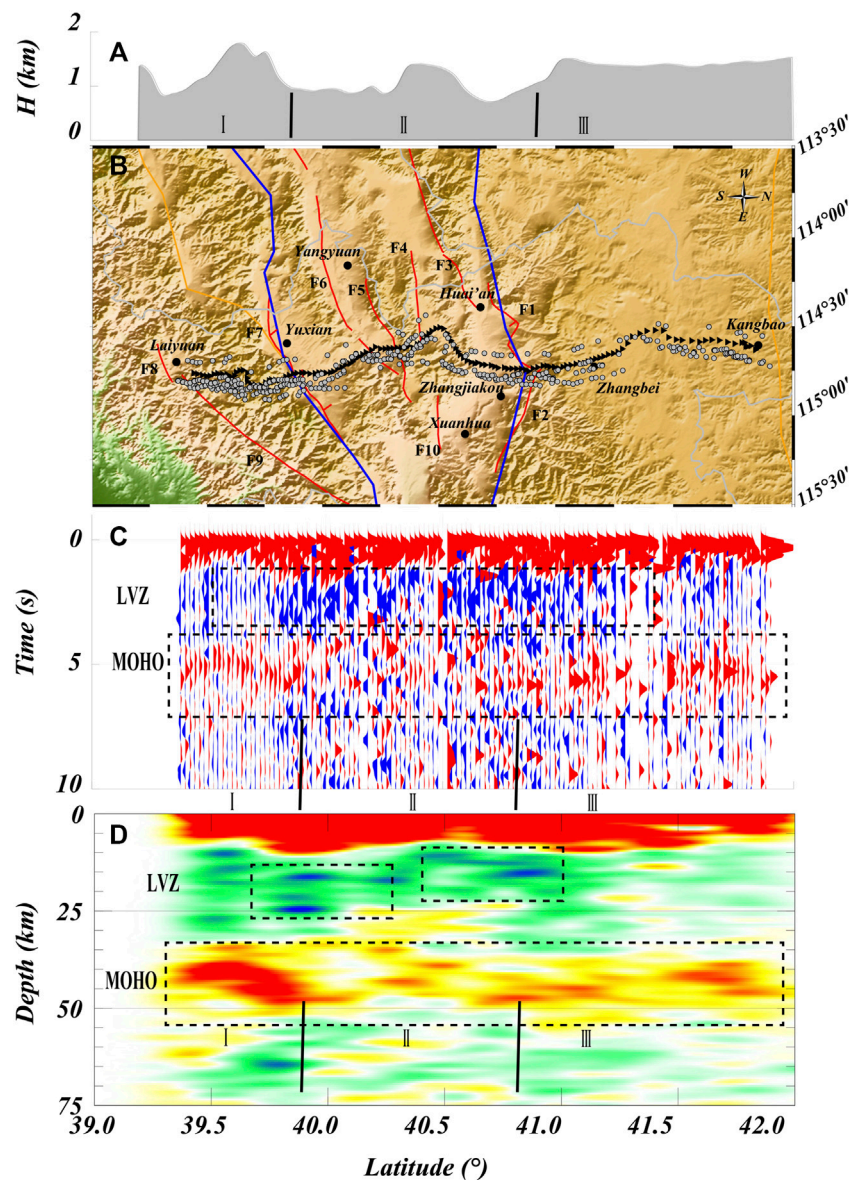 A
H (km)
2
1
0
I
II
III
B
113°30'
114°00'
114°30'
115°00'
115°30'
W
S
N
E
Yangyuan
F6
F5
F4
F3
Huai'an
F1
F7
Yuxian
Laiyuan
F8
Kangbao
Zhangjiakou
Zhangbei
F2
Xuanhua
F10
F9
C
Time (s)
0
5
10
LVZ
MOHO
I
II
III
D
Depth (km)
0
25
50
75
LVZ
MOHO
I
II
III
39.0
39.5
40.0
40.5
41.0
41.5
42.0
Latitude (°)